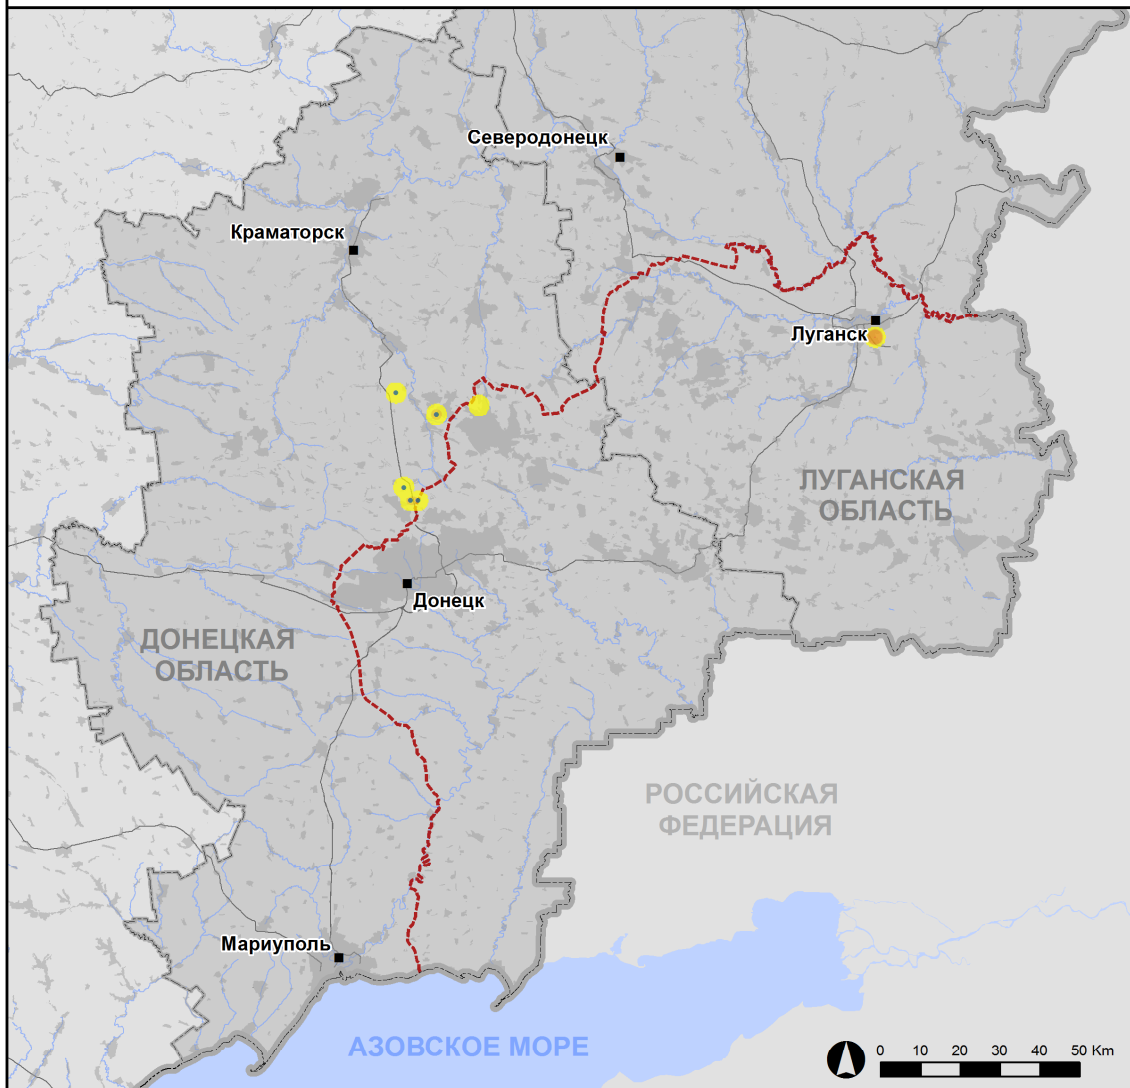 Северодонецк
Краматорск
Луганск
ЛУГАНСКАЯ
ОБЛАСТЬ
Донецк
ДОНЕЦКАЯ
ОБЛАСТЬ
РОССИЙСКАЯ
ФЕДЕРАЦИЯ
Мариуполь
АЗОВСКОЕ МОРЕ
0 10 20 30 40 50 Km